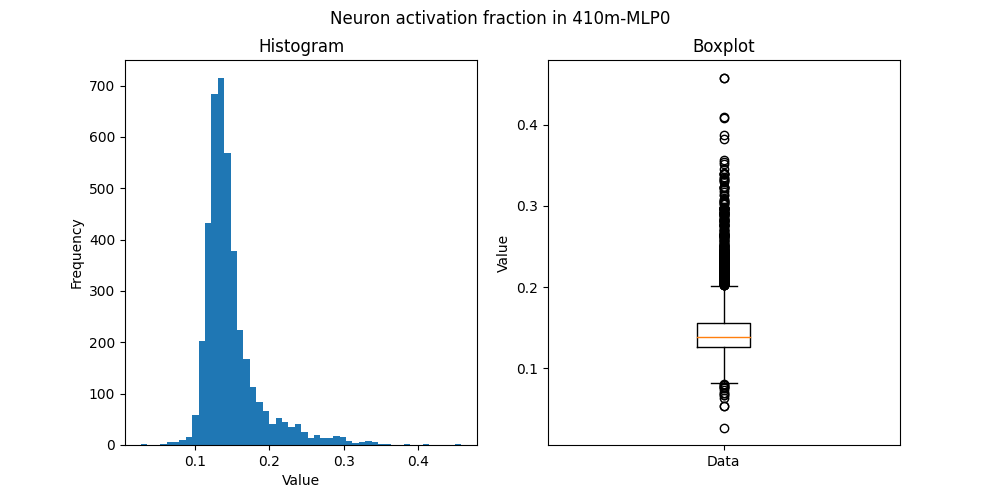 Neuron activation fraction in 410m-MLP0
Histogram
Frequency
700
600
500
400
300
200
100
0
0.1 0.2 0.3 0.4
Value
Boxplot
Value
0.4
0.3
0.2
0.1
Data